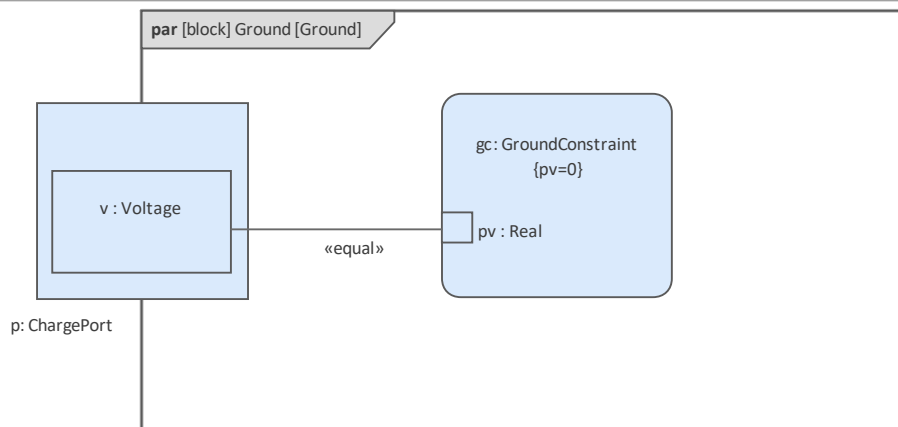 par [block] Ground [Ground]
gc: GroundConstraint
{pv=0}
v : Voltage
pv : Real
«equal»
p: ChargePort